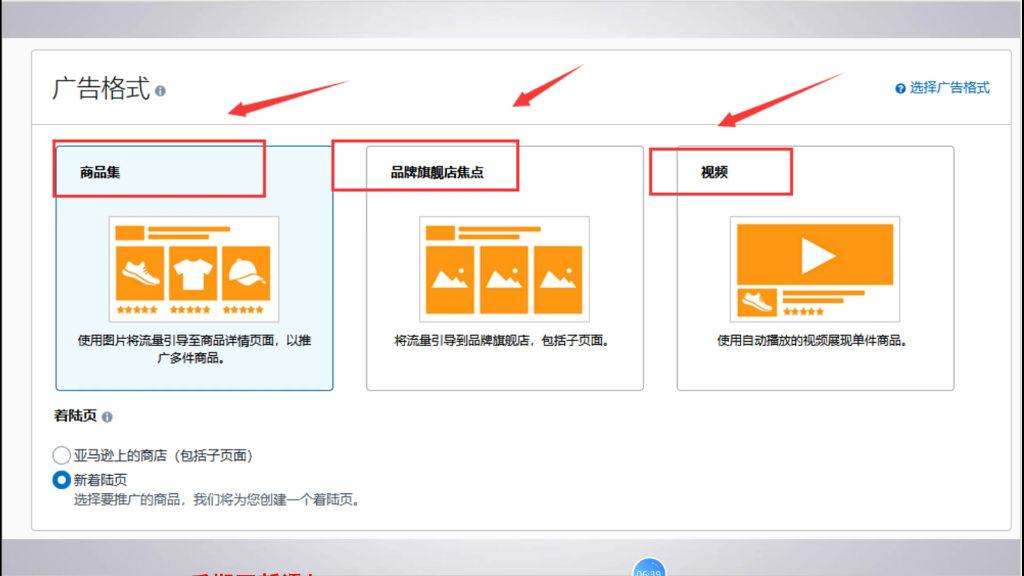 广告格式
选择广告格式
商品集
品牌旗舰店焦点
视频
使用图片将流量引导至商品详情页面，以推
广多件商品。
将流量引导到品牌旗舰店，包括子页面。
使用自动播放的视频展现单件商品。
着陆页
亚马逊上的商店（包括子页面）
新着陆页
选择要推广的商品，我们将为您创建一个着陆页。
06:39